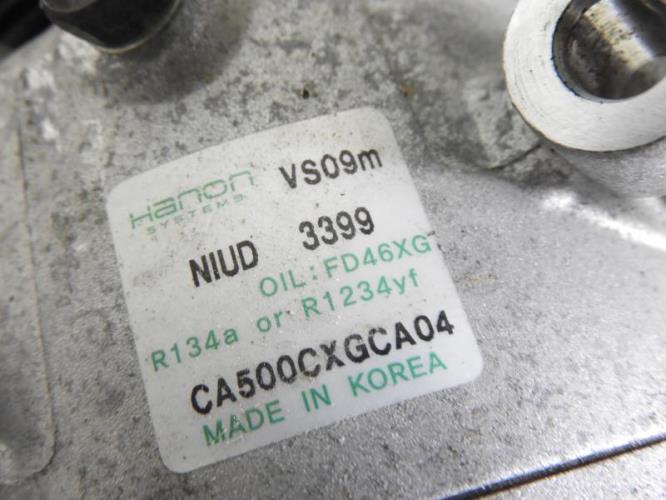 Hanon VS09m
SYSTEMS
NIUD 3399
OIL:FD46XG
R134a or R1234yf
CA500CXGCA04
MADE IN KOREA